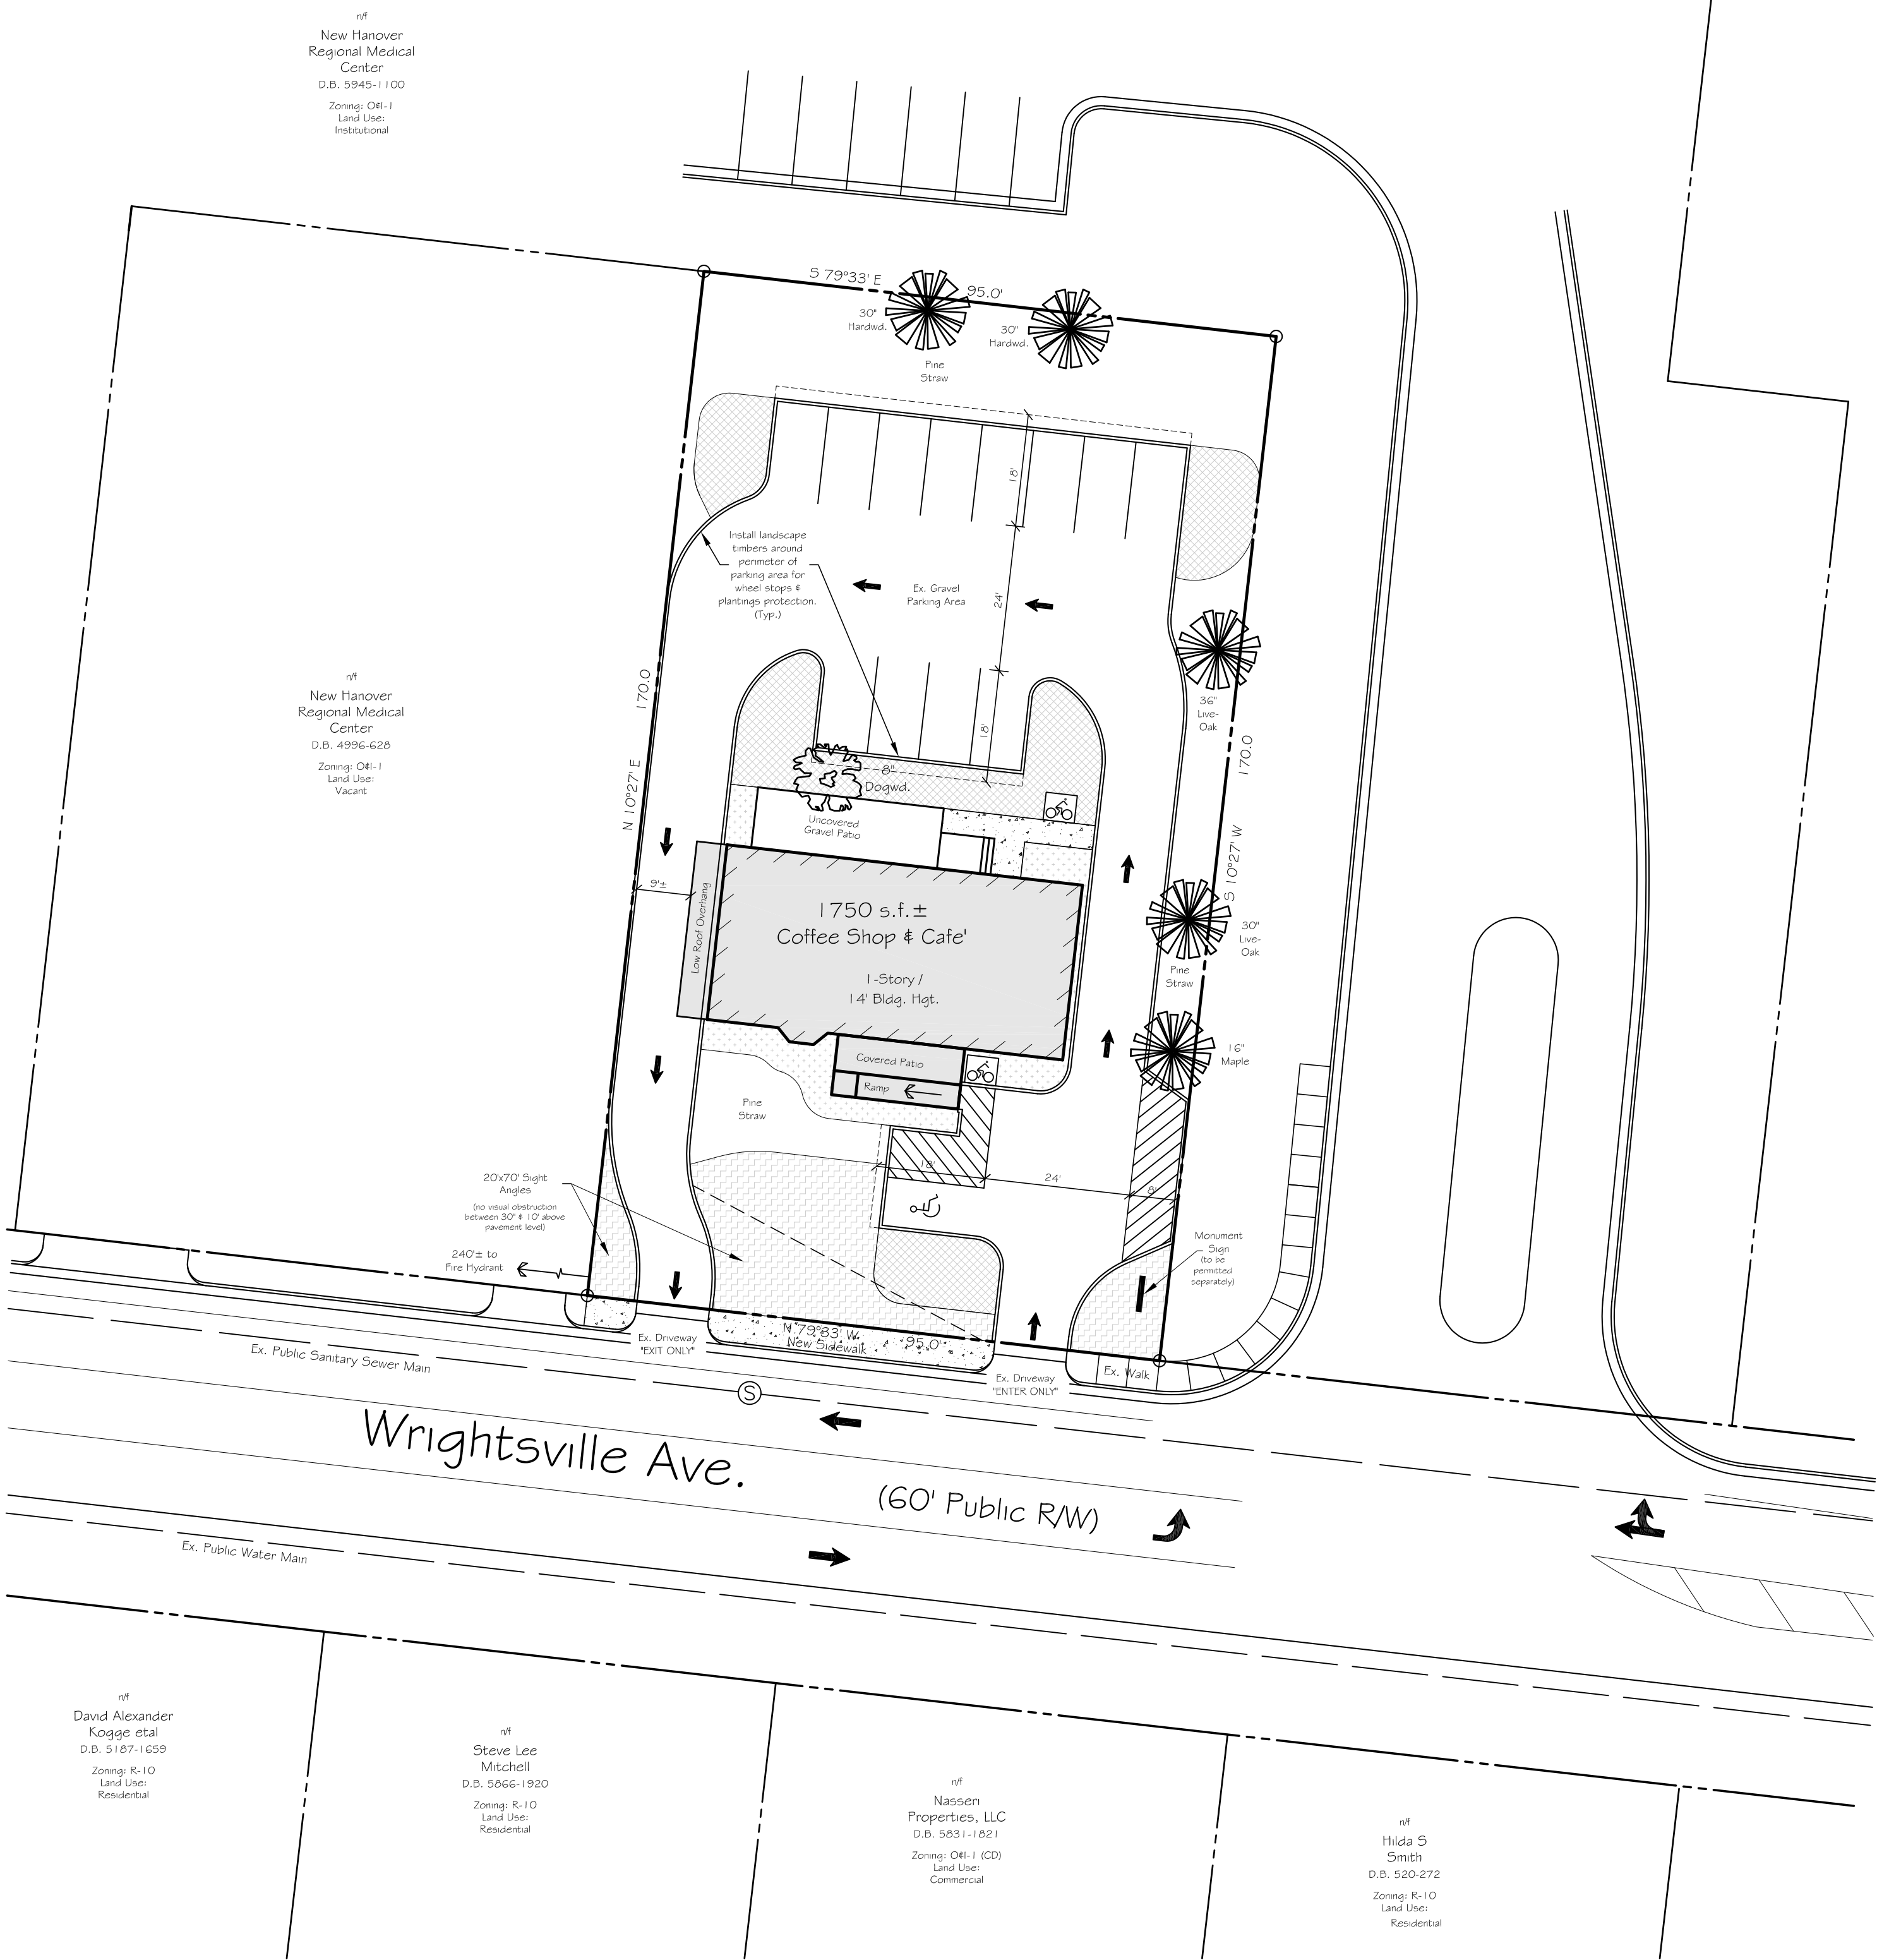 n/f
New Hanover
Regional Medical
Center
D.B. 5945-1100
Zoning: O&I-1
Land Use:
Institutional
S 79°33' E
95.0'
30"
Hardwd.
30"
Hardwd.
Pine
Straw
18'
Install landscape
timbers around
perimeter of
parking area for
wheel stops &
plantings protection.
(Typ.)
Ex. Gravel
Parking Area
24'
n/f
New Hanover
Regional Medical
Center
D.B. 4996-628
Zoning: O&I-1
Land Use:
Vacant
N 10°27' E
170.0
36"
Live-
Oak
18'
S 10°27' W
170.0
8"
Dogwd.
Uncovered
Gravel Patio
9'±
Low Roof Overhang
1750 s.f.±
Coffee Shop & Cafe'
1-Story /
14' Bldg. Hgt.
30"
Live-
Oak
Pine
Straw
16"
Maple
Covered Patio
Ramp
Pine
Straw
18'
24'
8'
20'x70' Sight
Angles
(no visual obstruction
between 30" & 10' above
pavement level)
240'± to
Fire Hydrant
Monument
Sign
(to be
permitted
separately)
N 79°33' W
95.0'
New Sidewalk
Ex. Driveway
"EXIT ONLY"
Ex. Driveway
"ENTER ONLY"
Ex. Walk
Ex. Public Sanitary Sewer Main
S
Wrightsville Ave.
(60' Public R/W)
Ex. Public Water Main
n/f
David Alexander
Kogge etal
D.B. 5187-1659
Zoning: R-10
Land Use:
Residential
n/f
Steve Lee
Mitchell
D.B. 5866-1920
Zoning: R-10
Land Use:
Residential
n/f
Nasseri
Properties, LLC
D.B. 5831-1821
Zoning: O&I-1 (CD)
Land Use:
Commercial
n/f
Hilda S
Smith
D.B. 520-272
Zoning: R-10
Land Use:
Residential